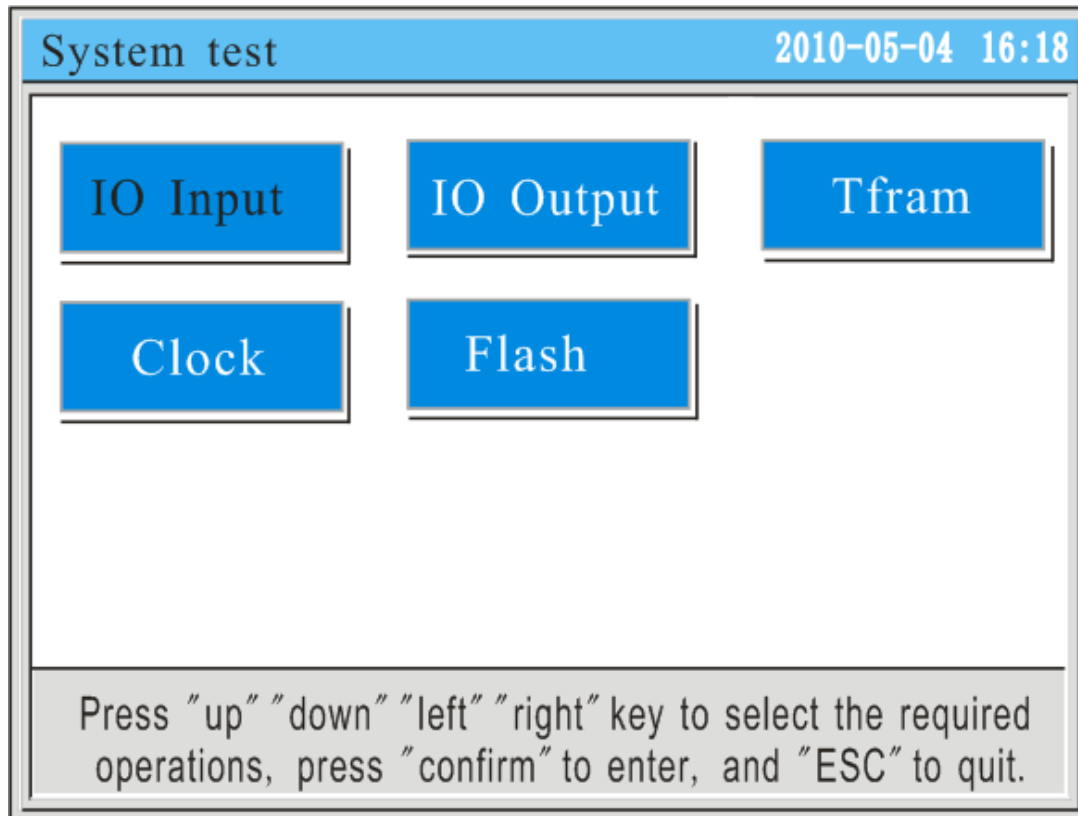 System test 2010-05-04 16:18
IO Input IO Output Tfram
Clock Flash
Press "up" "down" "left" "right" key to select the required
operations, press "confirm" to enter, and "ESC" to quit.